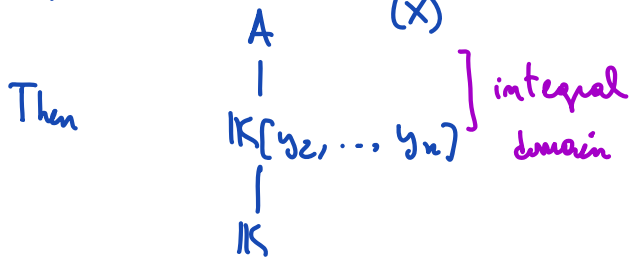 A (X)
|
Then 𝕂[y₂, ..., yₙ] ] integral domain
|
𝕂